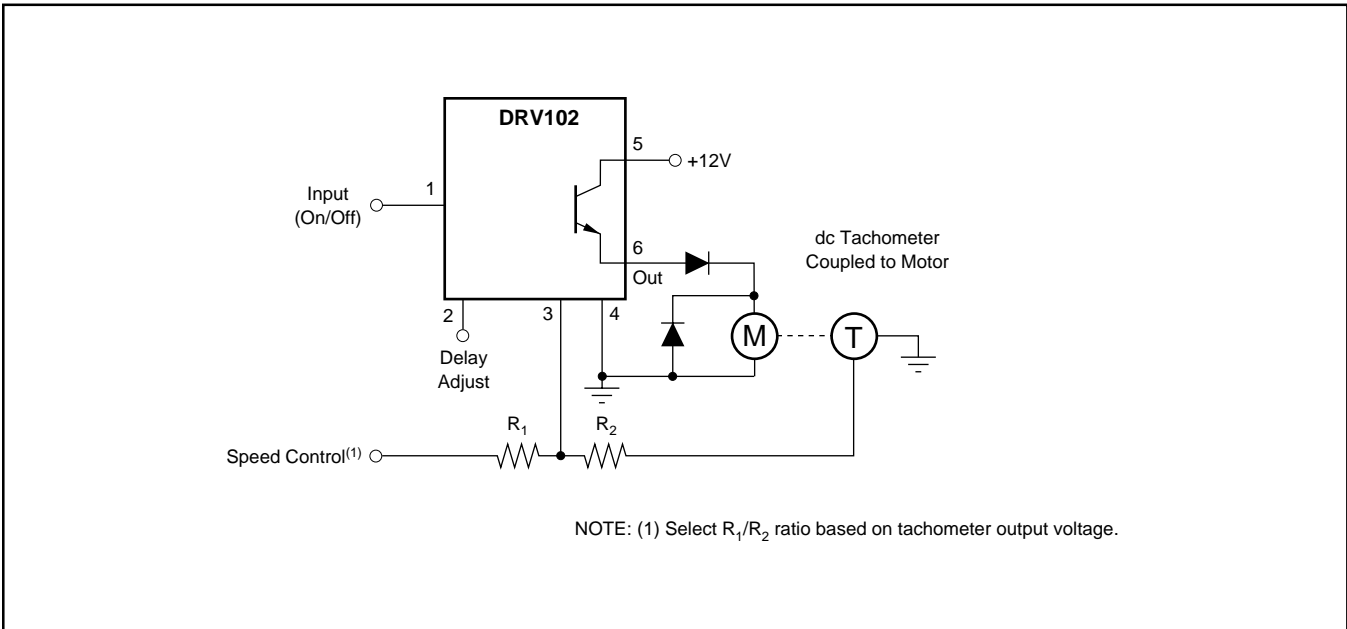 DRV102
5
+12V
1
Input
(On/Off)
6
Out
dc Tachometer
Coupled to Motor
2
3
4
M
T
Delay
Adjust
R1
R2
Speed Control(1)
NOTE: (1) Select R1/R2 ratio based on tachometer output voltage.